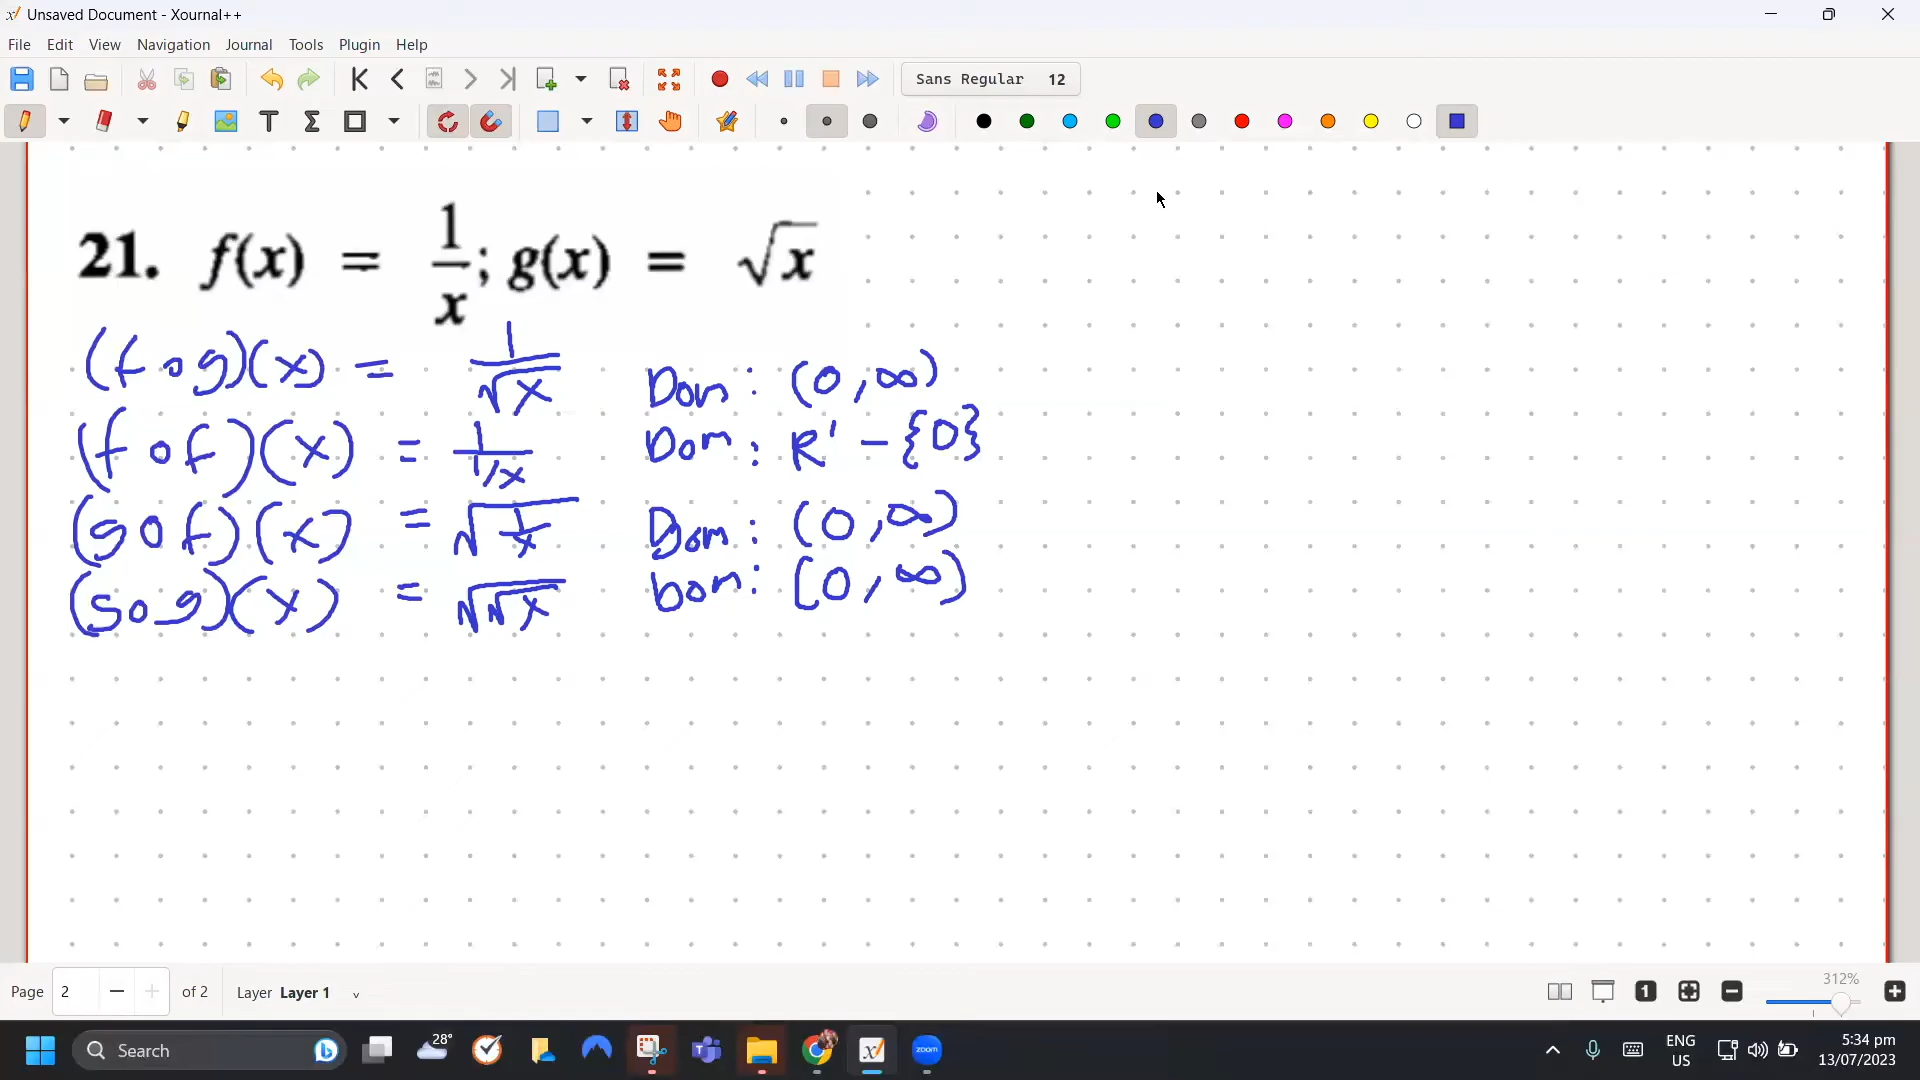 Unsaved Document - Xournal++
File Edit View Navigation Journal Tools Plugin Help
Sans Regular 12
21. f(x) = 1/x; g(x) = √x
(f o g)(x) = 1/√x Dom : (0, ∞)
(f o f)(x) = 1/1/x Dom : R' - {0}
(g o f)(x) = √1/x Dom : (0, ∞)
(g o g)(x) = √√x Dom : [0, ∞)
Page 2 of 2 Layer Layer 1
312%
1
28°
Search
zoom
ENG
US
5:34 pm
13/07/2023